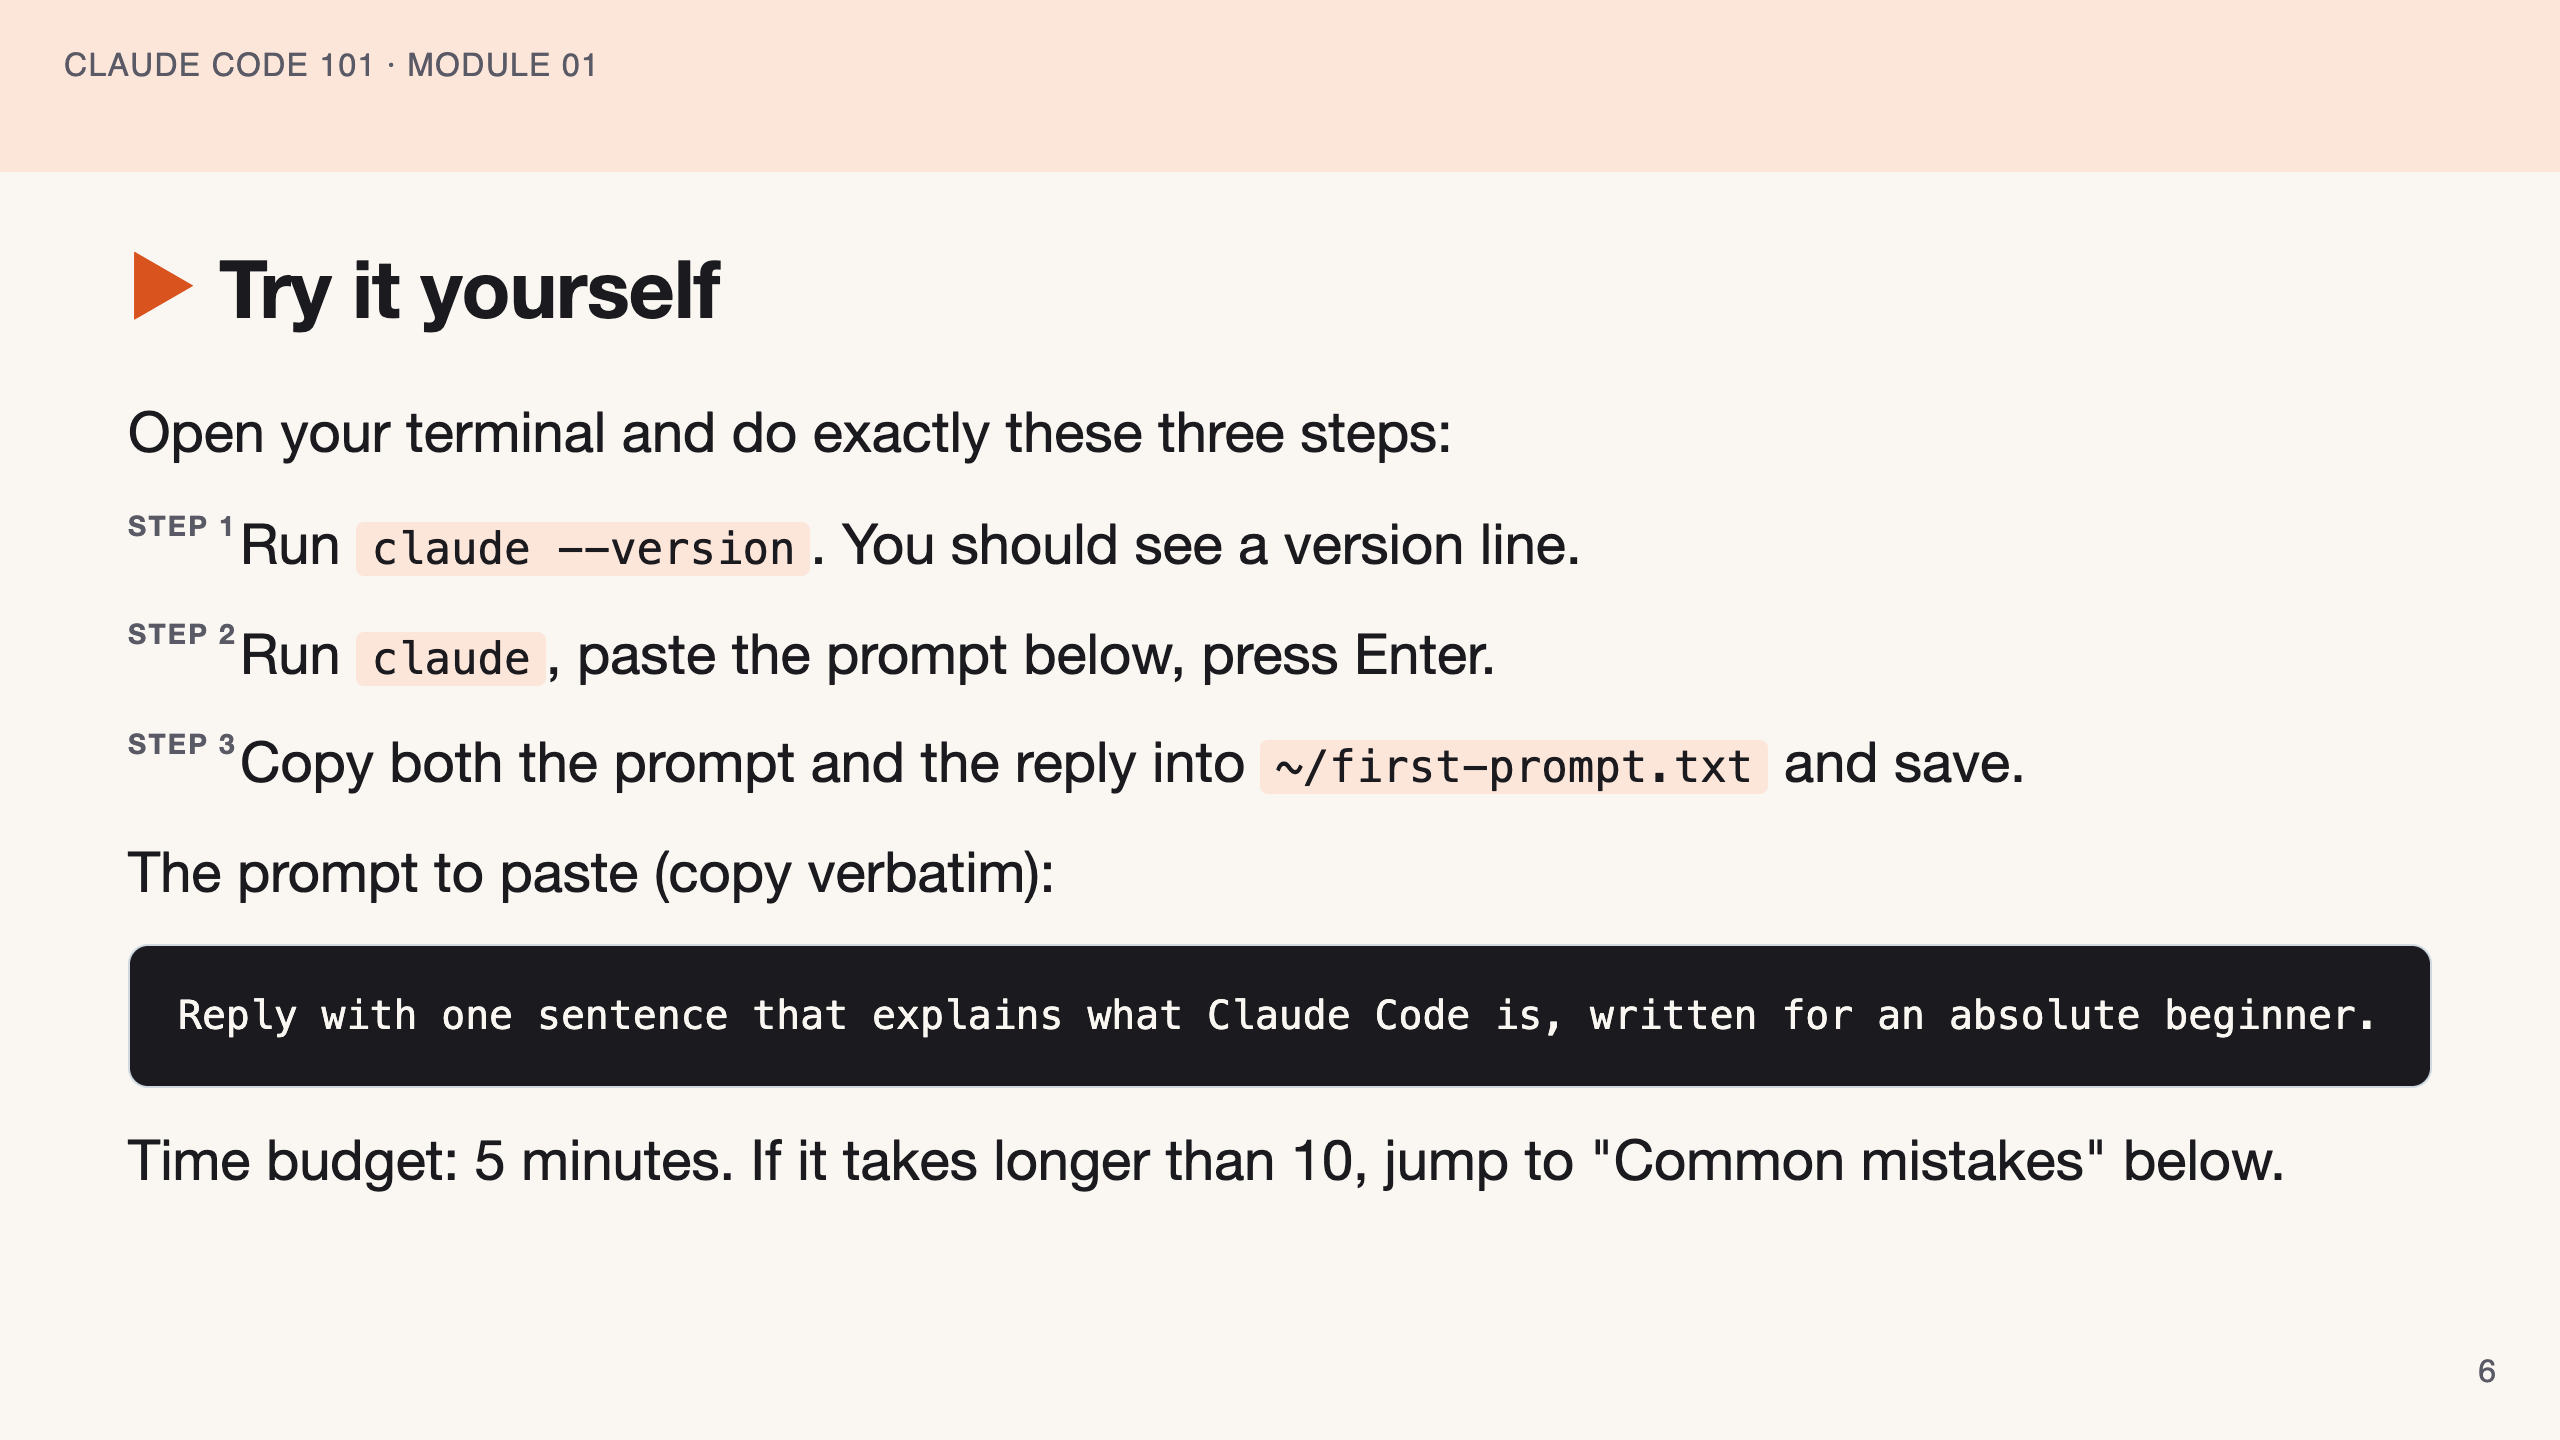 CLAUDE CODE 101 · MODULE 01
Try it yourself
Open your terminal and do exactly these three steps:
STEP 1 Run claude --version. You should see a version line.
STEP 2 Run claude, paste the prompt below, press Enter.
STEP 3 Copy both the prompt and the reply into ~/first-prompt.txt and save.
The prompt to paste (copy verbatim):
Reply with one sentence that explains what Claude Code is, written for an absolute beginner.
Time budget: 5 minutes. If it takes longer than 10, jump to "Common mistakes" below.
6